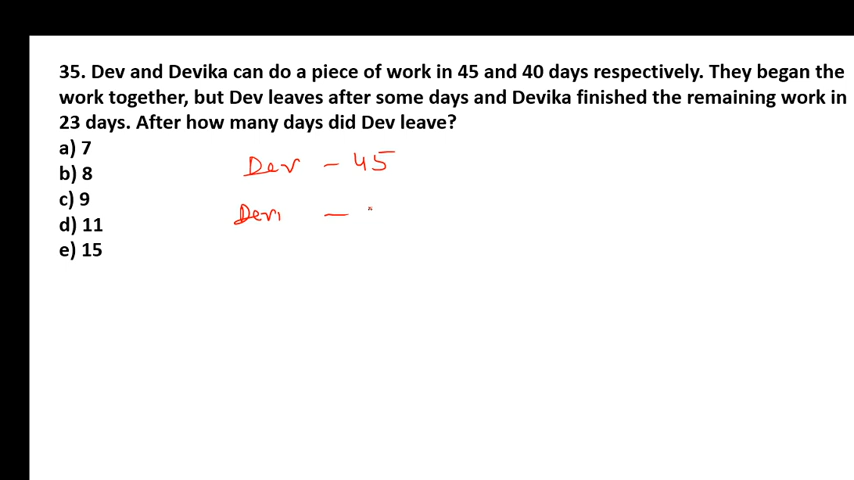 35. Dev and Devika can do a piece of work in 45 and 40 days respectively. They began the
work together, but Dev leaves after some days and Devika finished the remaining work in
23 days. After how many days did Dev leave?
a) 7
b) 8
c) 9
d) 11
e) 15
Dev - 45
Devi -